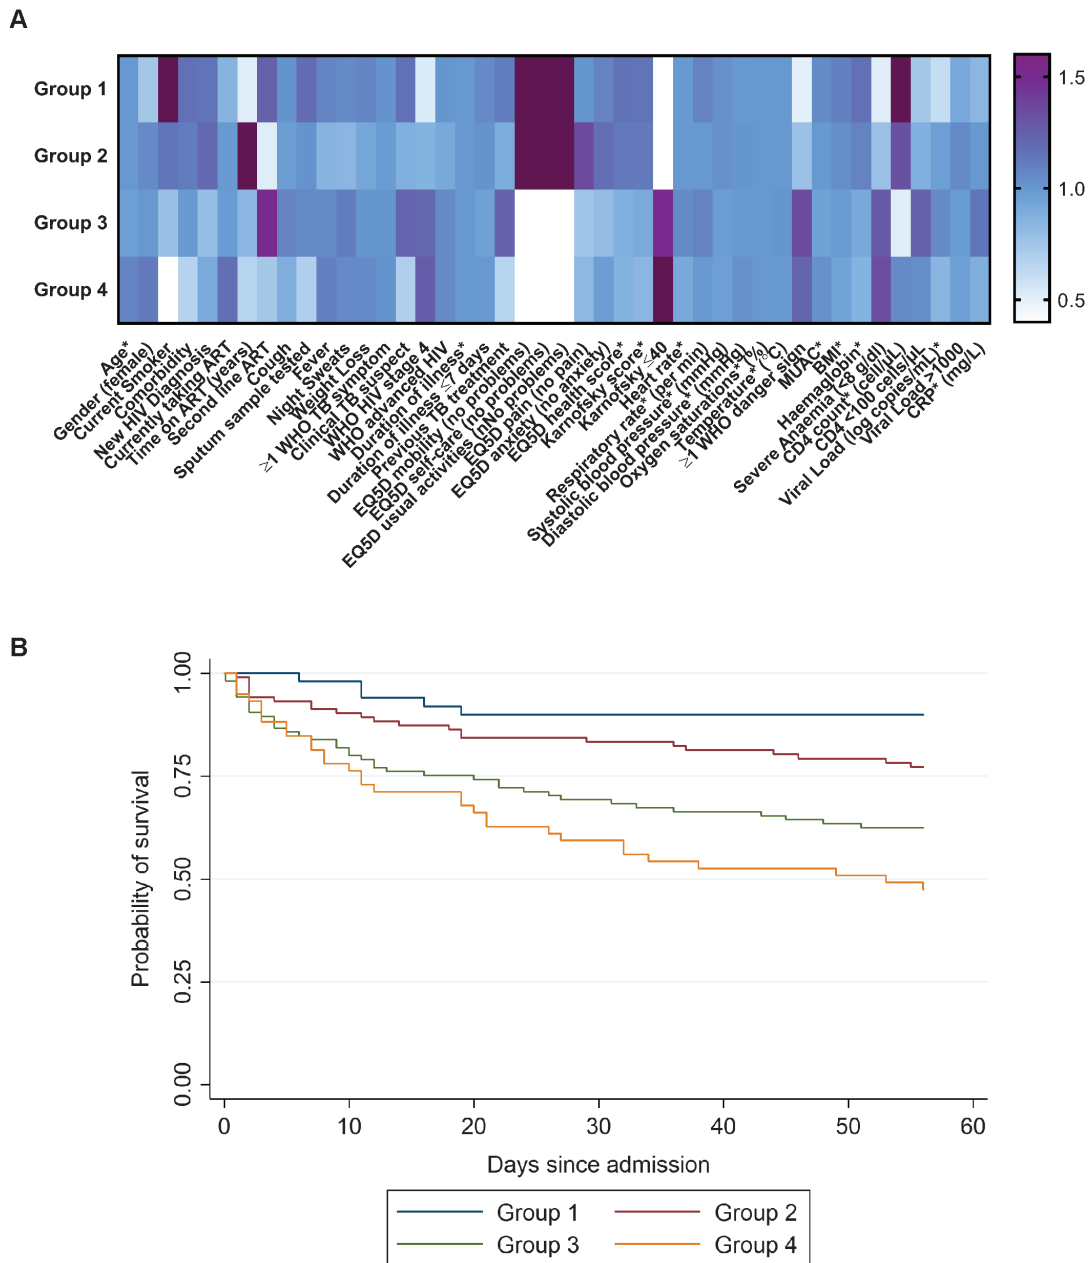 A
Group 1
Group 2
Group 3
Group 4
1.5
1.0
0.5
Age*
Gender (female)
Current Smoker
Comorbidity
New HIV Diagnosis
Currently taking ART
Time on ART (years)
Second line ART
Cough
Sputum sample tested
Fever
Night Sweats
Weight Loss
≥1 WHO TB symptom
Clinical TB suspect
WHO HIV stage 4
WHO advanced HIV
Duration of illness*
Duration of illness ≤7 days
Previous TB treatment
EQ5D mobility (no problems)
EQ5D self-care (no problems)
EQ5D usual activities (No problems)
EQ5D pain (no pain)
EQ5D anxiety (no anxiety)
EQ5D health score*
Karnofsky score*
Karnofsky ≤40
Heart rate*
Respiratory rate* (per min)
Systolic blood pressure* (mmHg)
Diastolic blood pressure* (mmHg)
Oxygen saturations* (%)
Temperature* (°C)
≥1 WHO danger sign
MUAC*
BMI*
Haemaglobin*
Severe Anaemia (<8 g/dl)
CD4 count* (cell/μL)
CD4 <100 cells/μL
Viral Load (log copies/mL)*
Viral Load >1000
CRP* (mg/L)
B
Probability of survival
1.00
0.75
0.50
0.25
0.00
0 10 20 30 40 50 60
Days since admission
Group 1 Group 2
Group 3 Group 4